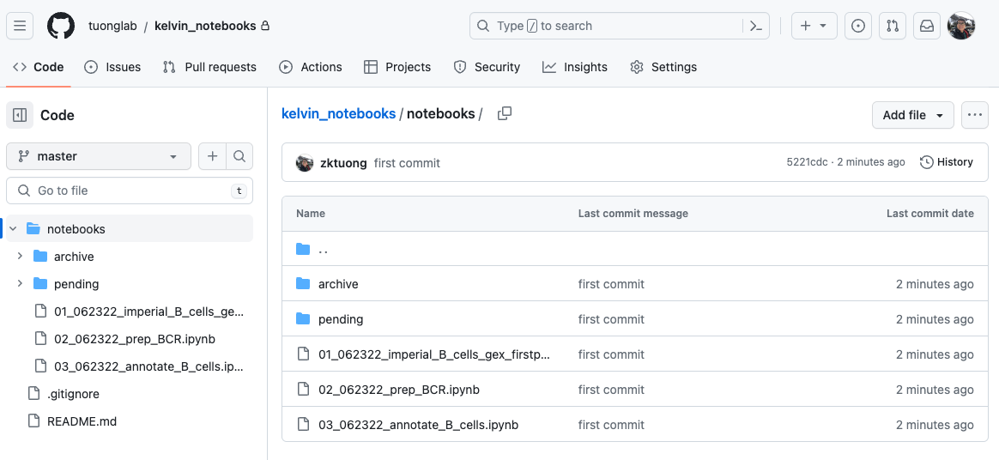 tuonglab / kelvin_notebooks
Type / to search
Code
Issues
Pull requests
Actions
Projects
Security
Insights
Settings
Code
master
Go to file t
notebooks
archive
pending
01_062322_imperial_B_cells_ge...
02_062322_prep_BCR.ipynb
03_062322_annotate_B_cells.ip...
.gitignore
README.md
kelvin_notebooks / notebooks /
Add file
zktuong first commit 5221cdc · 2 minutes ago History
Name Last commit message Last commit date
..
archive first commit 2 minutes ago
pending first commit 2 minutes ago
01_062322_imperial_B_cells_gex_firstp... first commit 2 minutes ago
02_062322_prep_BCR.ipynb first commit 2 minutes ago
03_062322_annotate_B_cells.ipynb first commit 2 minutes ago